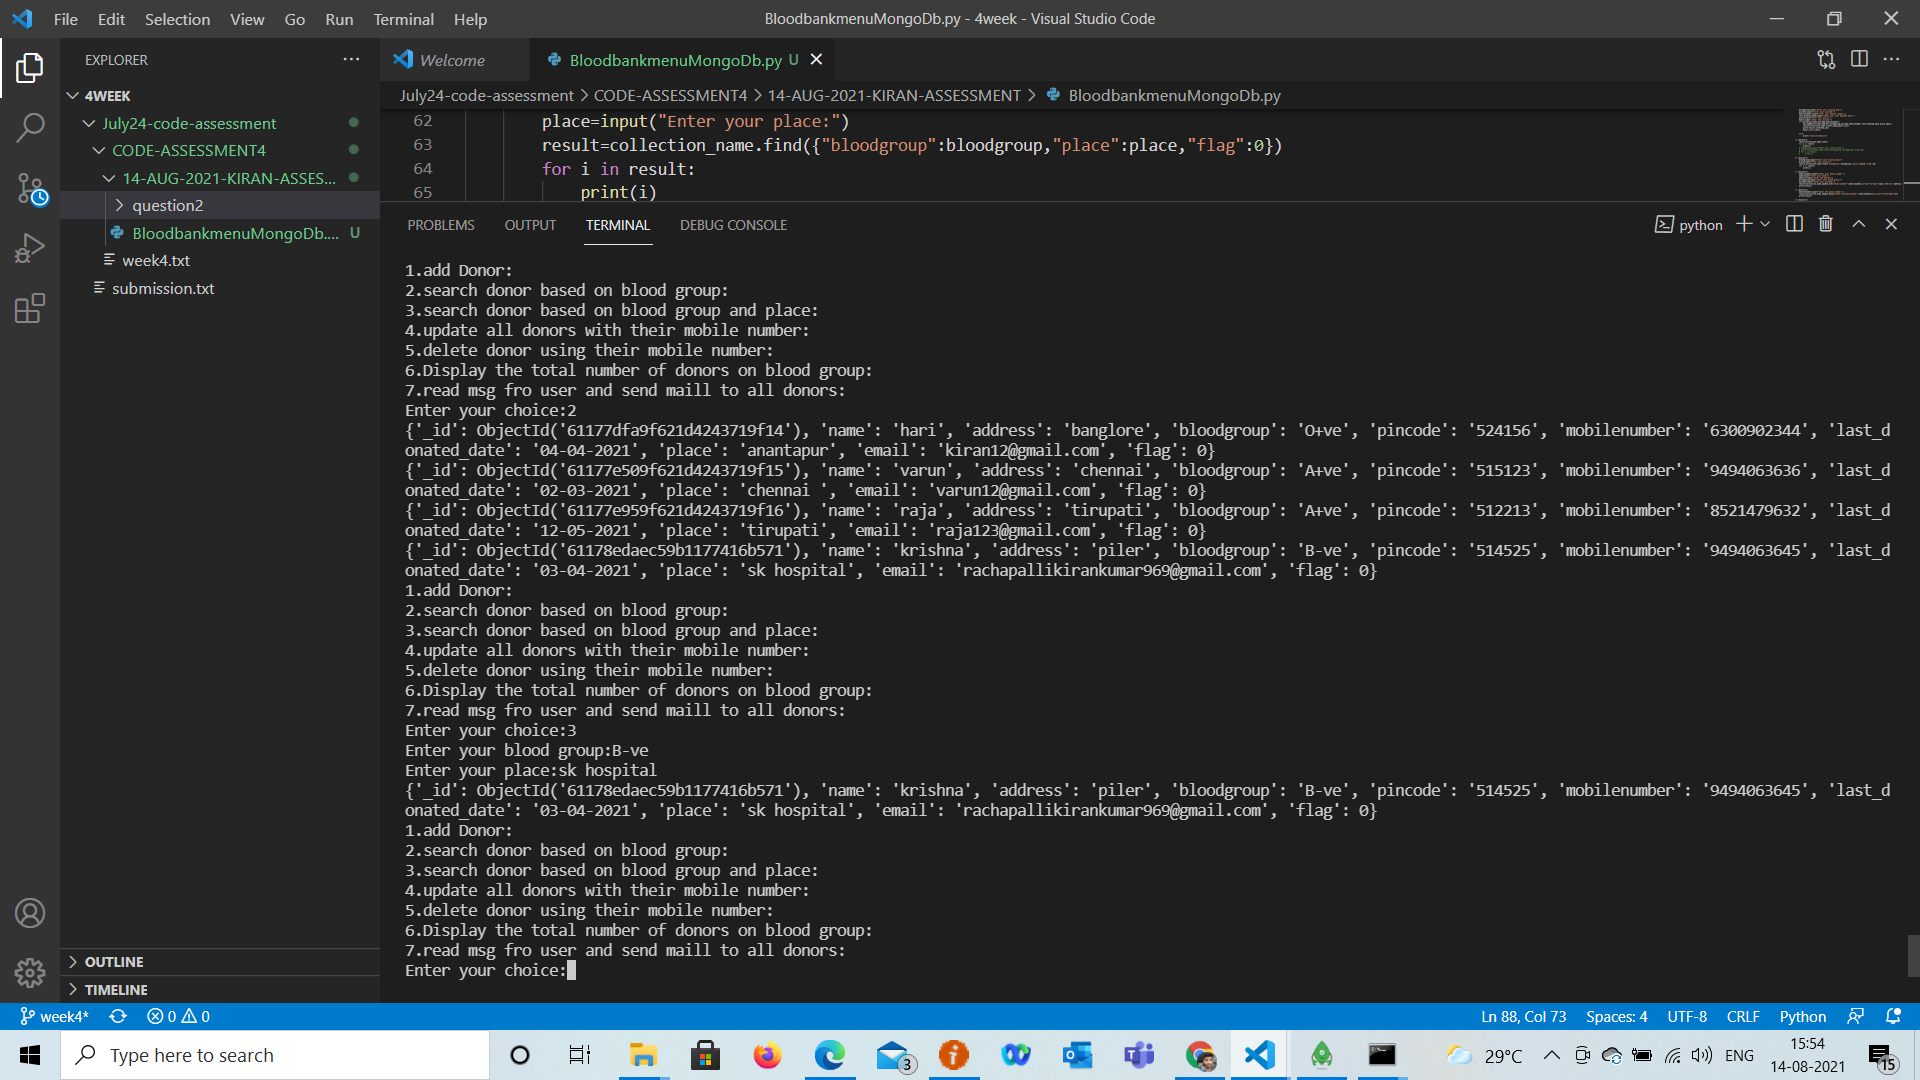 File Edit Selection View Go Run Terminal Help
BloodbankmenuMongoDb.py - 4week - Visual Studio Code
EXPLORER
4WEEK
July24-code-assessment
CODE-ASSESSMENT4
14-AUG-2021-KIRAN-ASSES...
question2
BloodbankmenuMongoDb.... U
week4.txt
submission.txt
OUTLINE
TIMELINE
Welcome
BloodbankmenuMongoDb.py U
July24-code-assessment > CODE-ASSESSMENT4 > 14-AUG-2021-KIRAN-ASSESSMENT > BloodbankmenuMongoDb.py
62 place=input("Enter your place:")
63 result=collection_name.find({"bloodgroup":bloodgroup,"place":place,"flag":0})
64 for i in result:
65 print(i)
PROBLEMS OUTPUT TERMINAL DEBUG CONSOLE
python
1.add Donor:
2.search donor based on blood group:
3.search donor based on blood group and place:
4.update all donors with their mobile number:
5.delete donor using their mobile number:
6.Display the total number of donors on blood group:
7.read msg fro user and send maill to all donors:
Enter your choice:2
{'_id': ObjectId('61177dfa9f621d4243719f14'), 'name': 'hari', 'address': 'banglore', 'bloodgroup': 'O+ve', 'pincode': '524156', 'mobilenumber': '6300902344', 'last_d
onated_date': '04-04-2021', 'place': 'anantapur', 'email': 'kiran12@gmail.com', 'flag': 0}
{'_id': ObjectId('61177e509f621d4243719f15'), 'name': 'varun', 'address': 'chennai', 'bloodgroup': 'A+ve', 'pincode': '515123', 'mobilenumber': '9494063636', 'last_d
onated_date': '02-03-2021', 'place': 'chennai ', 'email': 'varun12@gmail.com', 'flag': 0}
{'_id': ObjectId('61177e959f621d4243719f16'), 'name': 'raja', 'address': 'tirupati', 'bloodgroup': 'A+ve', 'pincode': '512213', 'mobilenumber': '8521479632', 'last_d
onated_date': '12-05-2021', 'place': 'tirupati', 'email': 'raja123@gmail.com', 'flag': 0}
{'_id': ObjectId('61178edaec59b1177416b571'), 'name': 'krishna', 'address': 'piler', 'bloodgroup': 'B-ve', 'pincode': '514525', 'mobilenumber': '9494063645', 'last_d
onated_date': '03-04-2021', 'place': 'sk hospital', 'email': 'rachapallikirankumar969@gmail.com', 'flag': 0}
1.add Donor:
2.search donor based on blood group:
3.search donor based on blood group and place:
4.update all donors with their mobile number:
5.delete donor using their mobile number:
6.Display the total number of donors on blood group:
7.read msg fro user and send maill to all donors:
Enter your choice:3
Enter your blood group:B-ve
Enter your place:sk hospital
{'_id': ObjectId('61178edaec59b1177416b571'), 'name': 'krishna', 'address': 'piler', 'bloodgroup': 'B-ve', 'pincode': '514525', 'mobilenumber': '9494063645', 'last_d
onated_date': '03-04-2021', 'place': 'sk hospital', 'email': 'rachapallikirankumar969@gmail.com', 'flag': 0}
1.add Donor:
2.search donor based on blood group:
3.search donor based on blood group and place:
4.update all donors with their mobile number:
5.delete donor using their mobile number:
6.Display the total number of donors on blood group:
7.read msg fro user and send maill to all donors:
Enter your choice:
week4* 0 0
Ln 88, Col 73 Spaces: 4 UTF-8 CRLF Python
Type here to search
3
29°C
ENG
15:54
14-08-2021
15